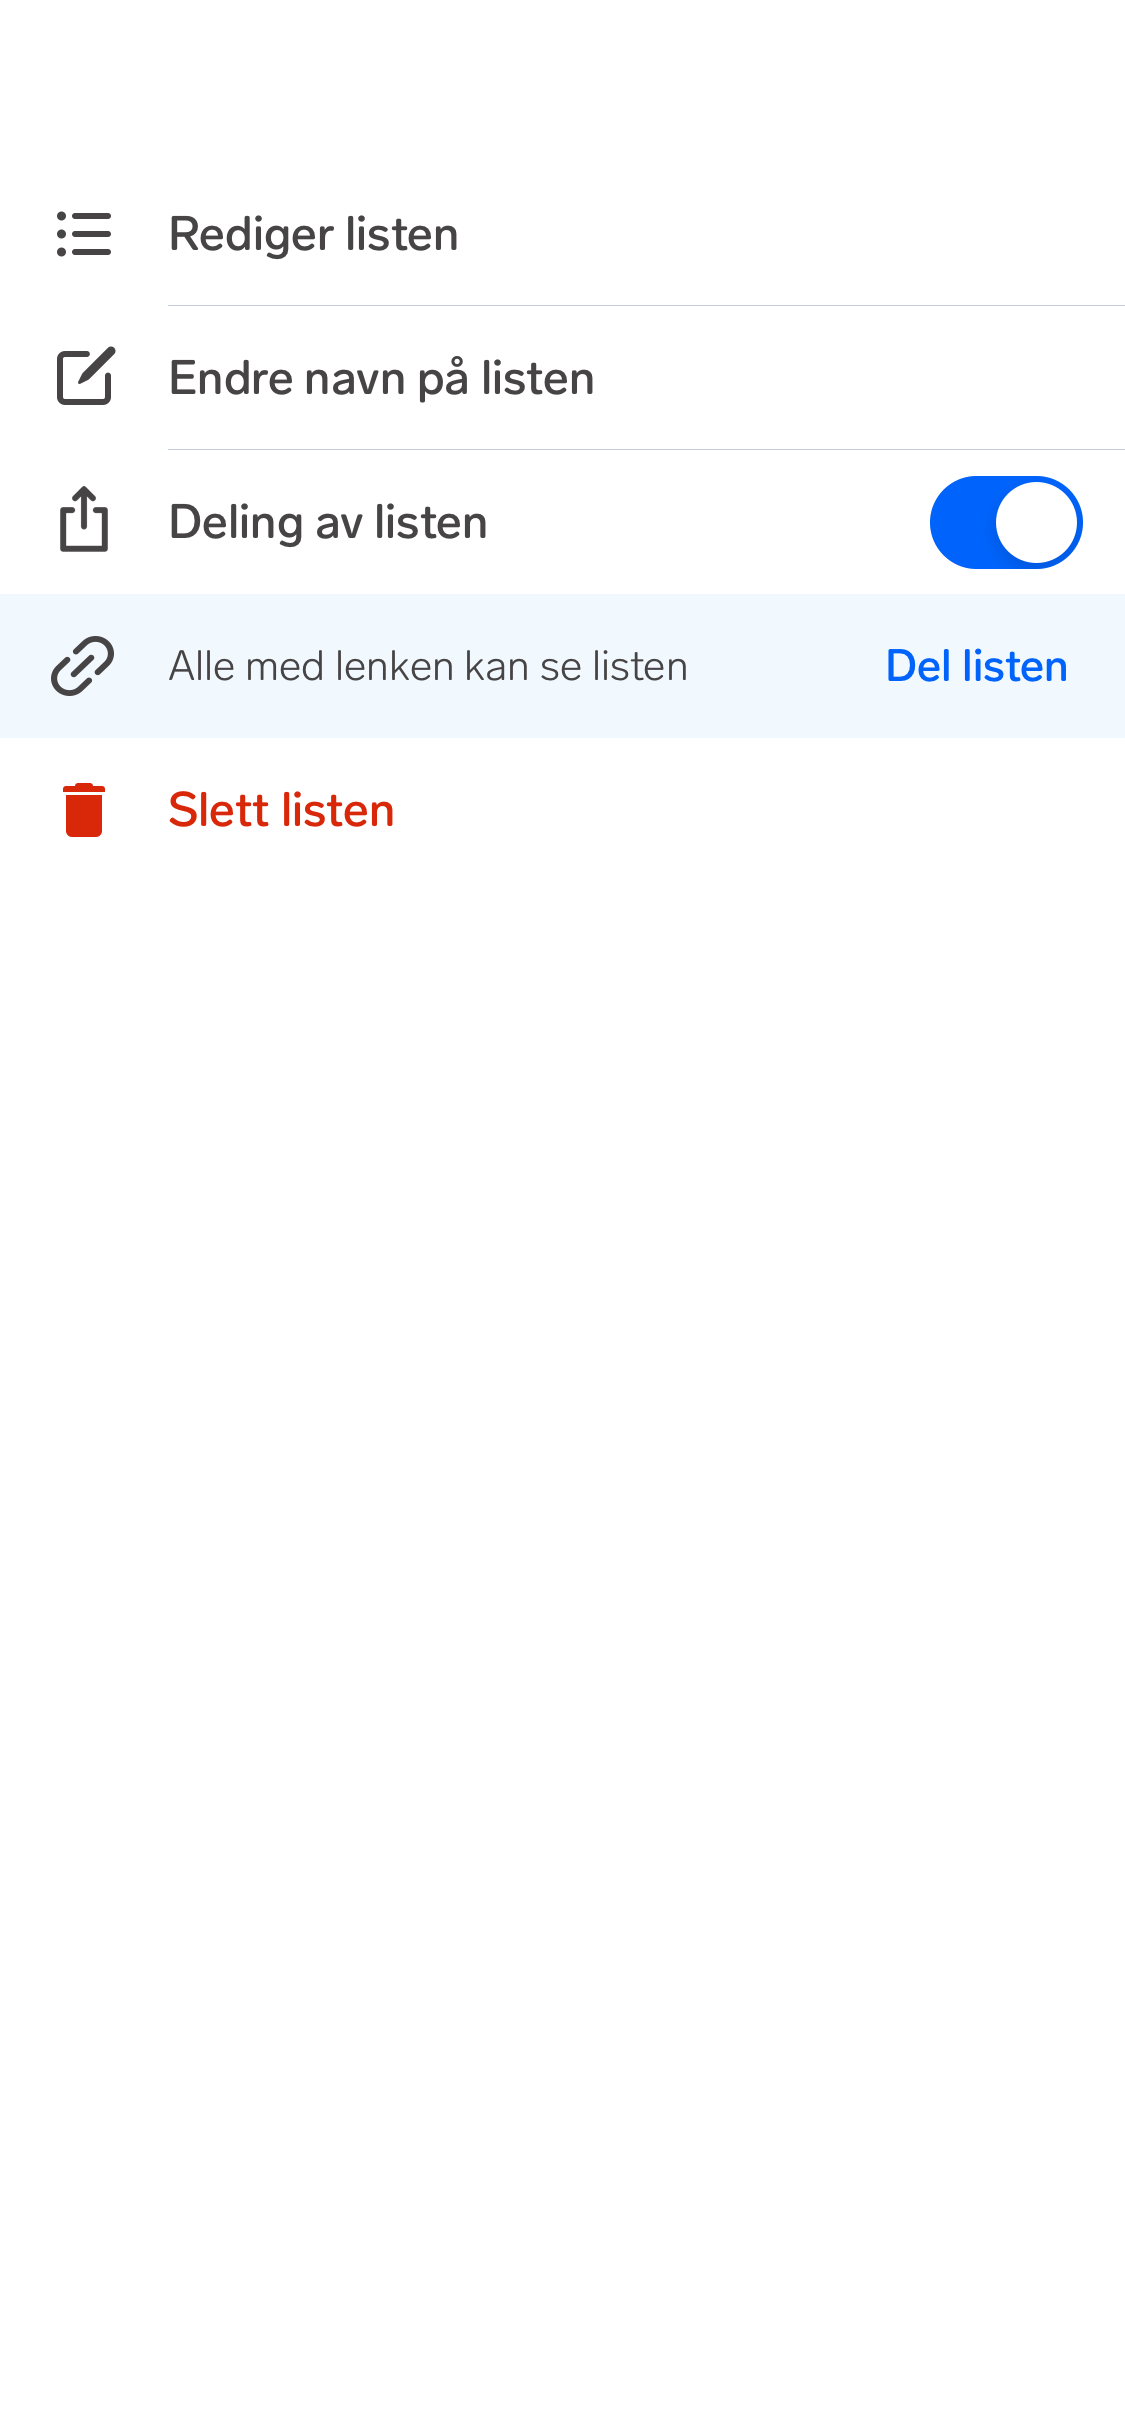 Rediger listen
Endre navn på listen
Deling av listen
Alle med lenken kan se listen Del listen
Slett listen